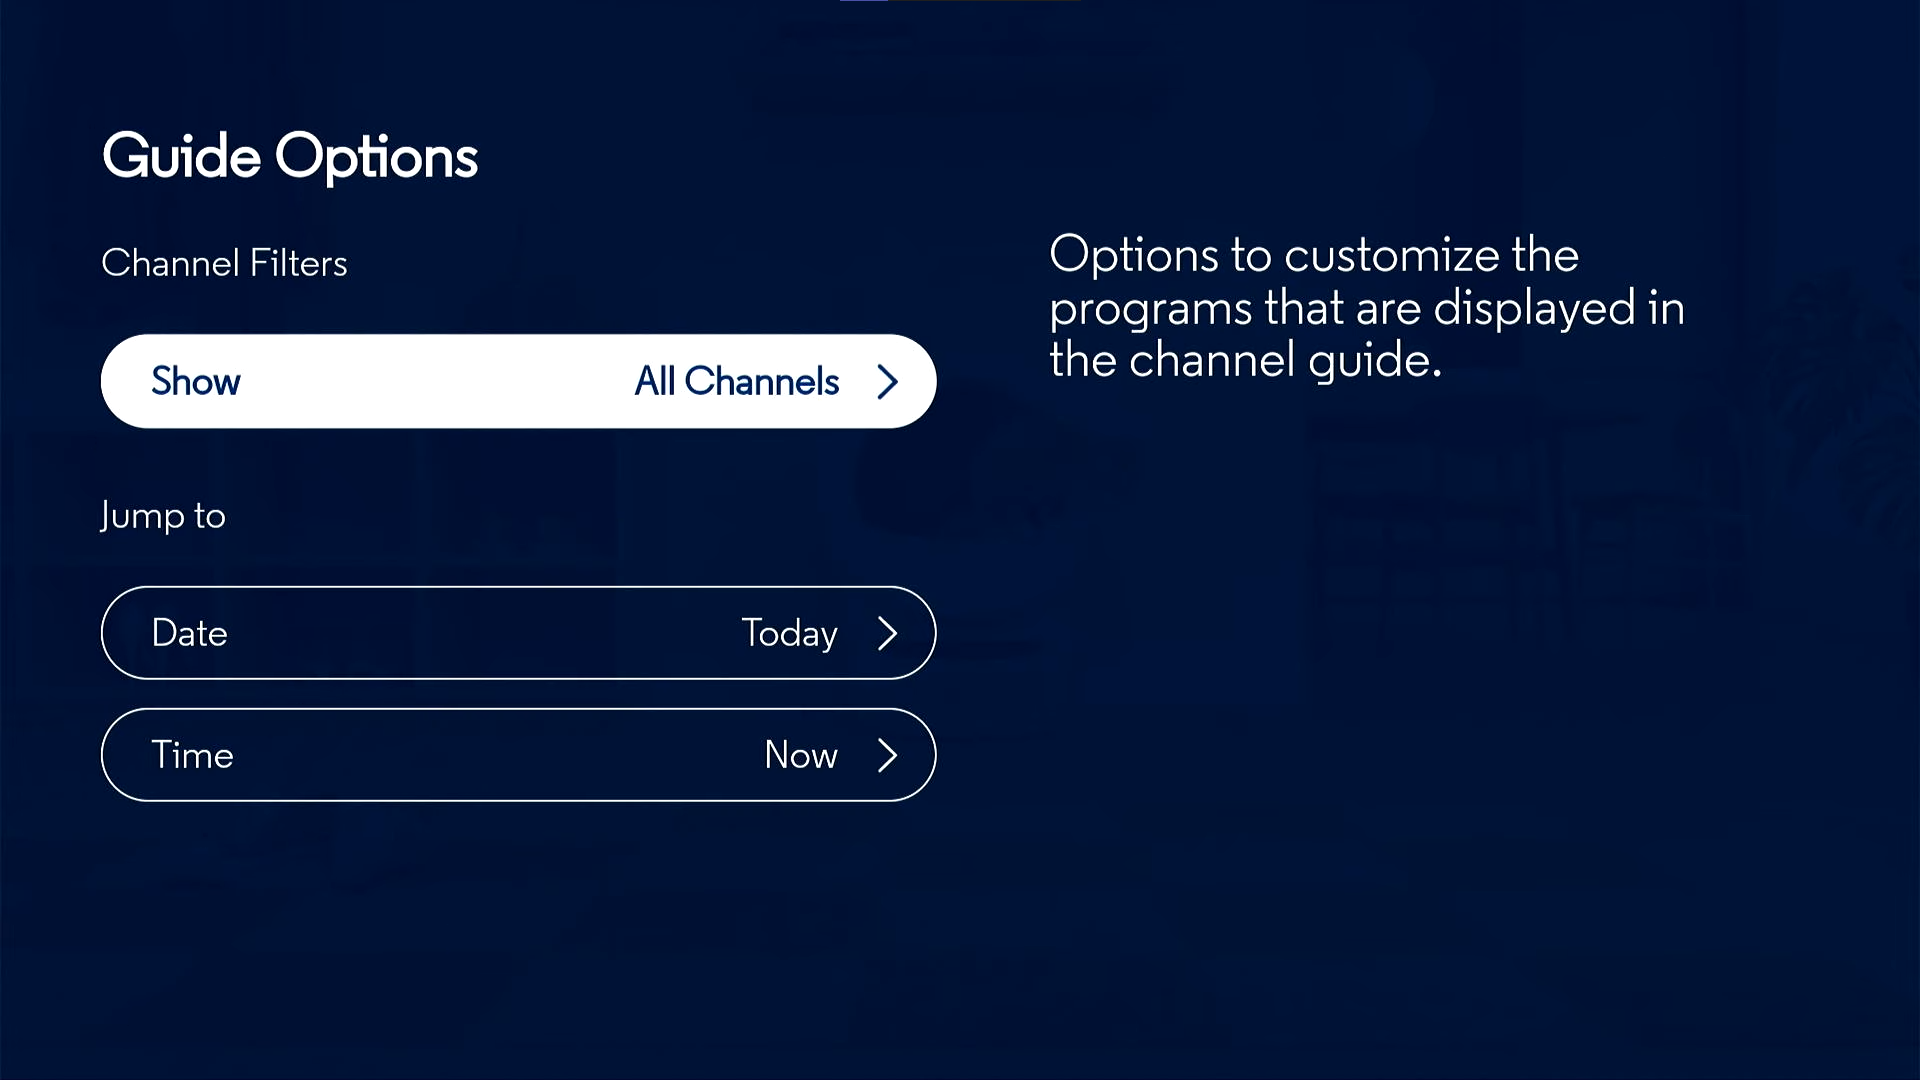 Guide Options
Channel Filters
Show All Channels
Jump to
Date Today
Time Now
Options to customize the
programs that are displayed in
the channel guide.